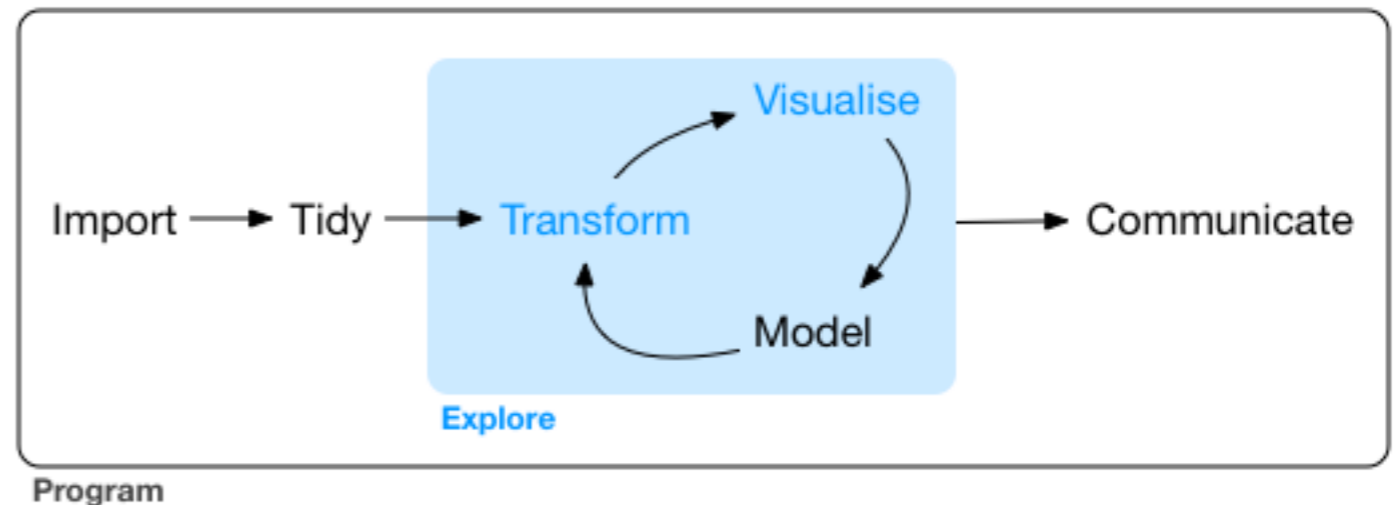 Visualise
Import Tidy Transform Communicate
Model
Explore
Program